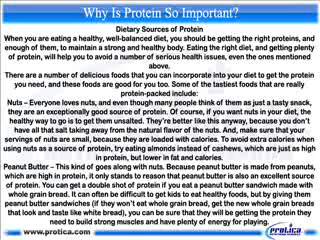 Why Is Protein So Important?
Dietary Sources of Protein
When you are eating a healthy, well-balanced diet, you should be getting the right proteins, and
enough of them, to maintain a strong and healthy body. Eating the right diet, and getting plenty
of protein, will help you to avoid a number of serious health issues, even the ones mentioned
above.
There are a number of delicious foods that you can incorporate into your diet to get the protein
you need, and these foods are good for you too. Some of the tastiest foods that are really
protein-packed include:
Nuts – Everyone loves nuts, and even though many people think of them as just a tasty snack,
they are an exceptionally good source of protein. Of course, if you want nuts in your diet, the
healthy way to go is to get them unsalted. They're better like this anyway, because you don't
have all that salt taking away from the natural flavor of the nuts. And, make sure that your
servings of nuts are small, because they are loaded with calories. To avoid extra calories when
using nuts as a source of protein, try eating almonds instead of cashews, which are just as high
in protein, but lower in fat and calories.
Peanut Butter – This kind of goes along with nuts. Because peanut butter is made from peanuts,
which are high in protein, it only stands to reason that peanut butter is also an excellent source
of protein. You can get a double shot of protein if you eat a peanut butter sandwich made with
whole grain bread. It can often be difficult to get kids to eat healthy foods, but by giving them
peanut butter sandwiches (if they won't eat whole grain bread, get the new whole grain breads
that look and taste like white bread), you can be sure that they will be getting the protein they
need to build strong muscles and have plenty of energy for playing.
www.protica.com
protica